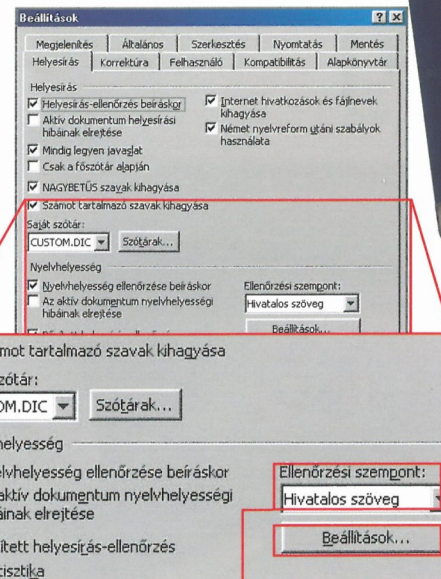 Beállítások
Megjelenítés Általános Szerkesztés Nyomtatás Mentés
Helyesírás Korrektúra Felhasználó Kompatibilitás Alapkönyvtár
Helyesírás
Helyesírás-ellenőrzés beíráskor
Aktív dokumentum helyesírási
hibáinak elrejtése
Mindig legyen javaslat
Csak a főszótár alapján
NAGYBETŰS szavak kihagyása
Számot tartalmazó szavak kihagyása
Internet hivatkozások és fájlnevek
kihagyása
Német nyelvreform utáni szabályok
használata
Saját szótár:
CUSTOM.DIC Szótárak...
Nyelvhelyesség
Nyelvhelyesség ellenőrzése beíráskor
Az aktív dokumentum nyelvhelyességi
hibáinak elrejtése
Ellenőrzési szempont:
Hivatalos szöveg
Beállítások...
mot tartalmazó szavak kihagyása
zótár:
OM.DIC Szótárak...
helyesség
elvhelyesség ellenőrzése beíráskor
aktív dokumentum nyelvhelyességi
áinak elrejtése
ített helyesírás-ellenőrzés
tisztika
Ellenőrzési szempont:
Hivatalos szöveg
Beállítások...